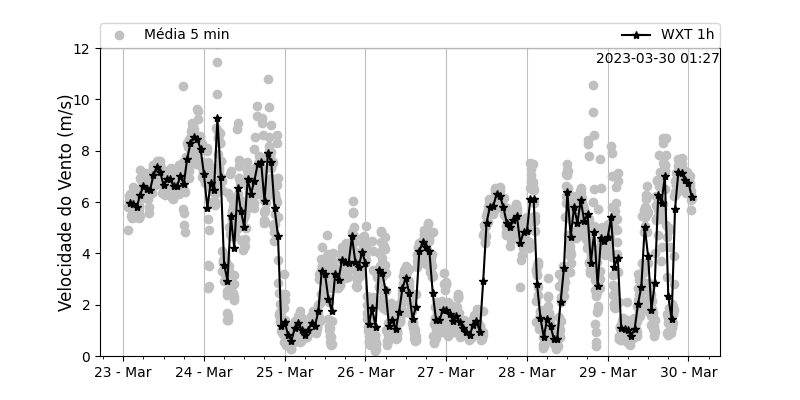 Média 5 min
WXT 1h
2023-03-30 01:27
Velocidade do Vento (m/s)
12
10
8
6
4
2
0
23 - Mar
24 - Mar
25 - Mar
26 - Mar
27 - Mar
28 - Mar
29 - Mar
30 - Mar